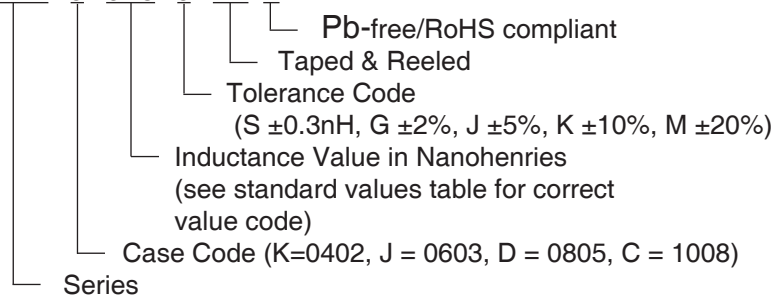 Pb-free/RoHS compliant
Taped & Reeled
Tolerance Code
(S ±0.3nH, G ±2%, J ±5%, K ±10%, M ±20%)
Inductance Value in Nanohenries
(see standard values table for correct
value code)
Case Code (K=0402, J = 0603, D = 0805, C = 1008)
Series